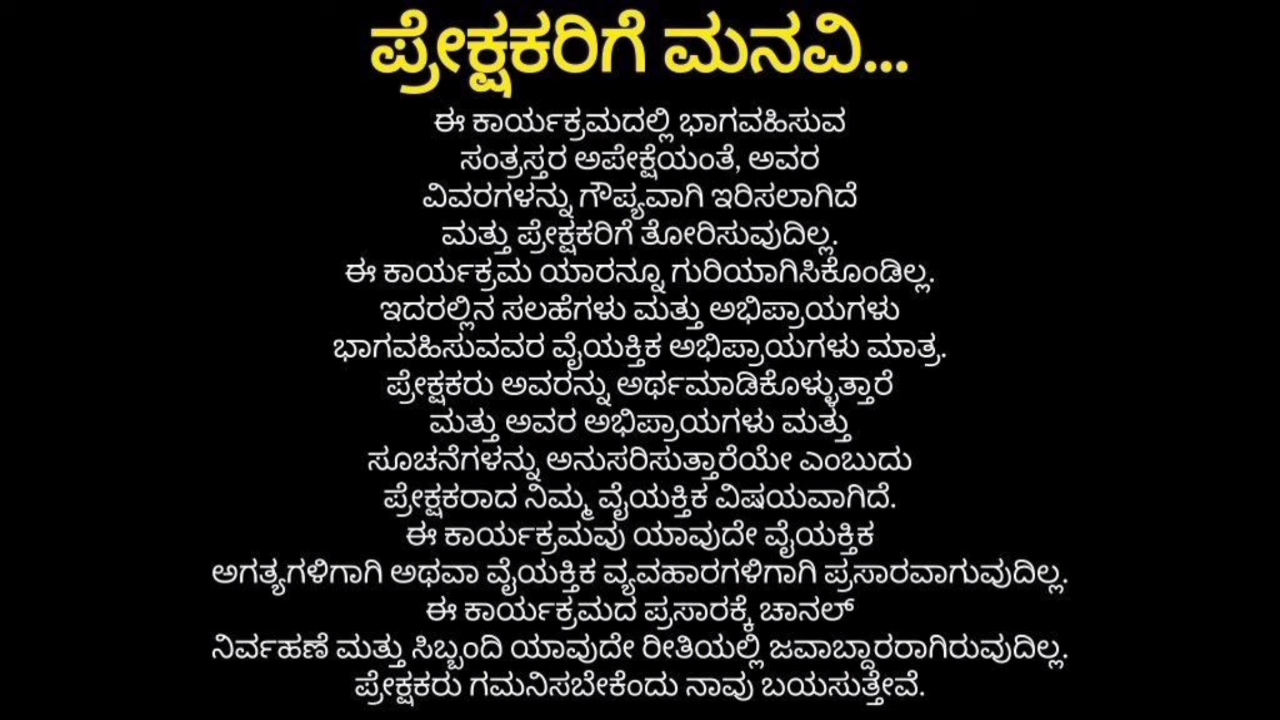 ಪ್ರೇಕ್ಷಕರಿಗೆ ಮನವಿ...
ಈ ಕಾರ್ಯಕ್ರಮದಲ್ಲಿ ಭಾಗವಹಿಸುವ
ಸಂತ್ರಸ್ತರ ಅಪೇಕ್ಷೆಯಂತೆ, ಅವರ
ವಿವರಗಳನ್ನು ಗೌಪ್ಯವಾಗಿ ಇರಿಸಲಾಗಿದೆ
ಮತ್ತು ಪ್ರೇಕ್ಷಕರಿಗೆ ತೋರಿಸುವುದಿಲ್ಲ.
ಈ ಕಾರ್ಯಕ್ರಮ ಯಾರನ್ನೂ ಗುರಿಯಾಗಿಸಿಕೊಂಡಿಲ್ಲ.
ಇದರಲ್ಲಿನ ಸಲಹೆಗಳು ಮತ್ತು ಅಭಿಪ್ರಾಯಗಳು
ಭಾಗವಹಿಸುವವರ ವೈಯಕ್ತಿಕ ಅಭಿಪ್ರಾಯಗಳು ಮಾತ್ರ.
ಪ್ರೇಕ್ಷಕರು ಅವರನ್ನು ಅರ್ಥಮಾಡಿಕೊಳ್ಳುತ್ತಾರೆ
ಮತ್ತು ಅವರ ಅಭಿಪ್ರಾಯಗಳು ಮತ್ತು
ಸೂಚನೆಗಳನ್ನು ಅನುಸರಿಸುತ್ತಾರೆಯೇ ಎಂಬುದು
ಪ್ರೇಕ್ಷಕರಾದ ನಿಮ್ಮ ವೈಯಕ್ತಿಕ ವಿಷಯವಾಗಿದೆ.
ಈ ಕಾರ್ಯಕ್ರಮವು ಯಾವುದೇ ವೈಯಕ್ತಿಕ
ಅಗತ್ಯಗಳಿಗಾಗಿ ಅಥವಾ ವೈಯಕ್ತಿಕ ವ್ಯವಹಾರಗಳಿಗಾಗಿ ಪ್ರಸಾರವಾಗುವುದಿಲ್ಲ.
ಈ ಕಾರ್ಯಕ್ರಮದ ಪ್ರಸಾರಕ್ಕೆ ಚಾನಲ್
ನಿರ್ವಹಣೆ ಮತ್ತು ಸಿಬ್ಬಂದಿ ಯಾವುದೇ ರೀತಿಯಲ್ಲಿ ಜವಾಬ್ದಾರರಾಗಿರುವುದಿಲ್ಲ.
ಪ್ರೇಕ್ಷಕರು ಗಮನಿಸಬೇಕೆಂದು ನಾವು ಬಯಸುತ್ತೇವೆ.